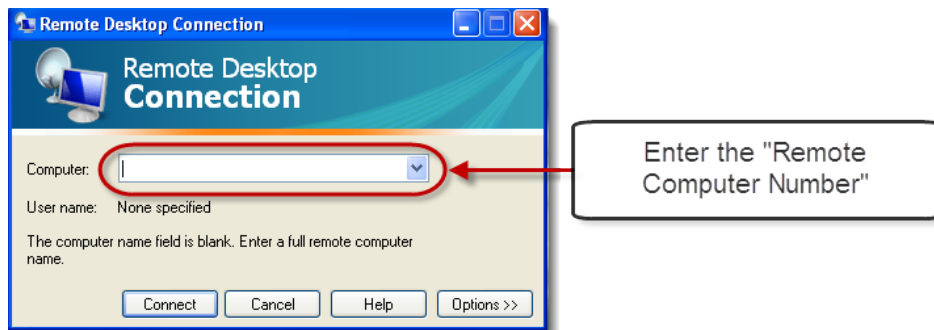 Remote Desktop Connection
Remote Desktop
Connection
Computer:
Enter the "Remote
Computer Number"
User name: None specified
The computer name field is blank. Enter a full remote computer
name.
Connect Cancel Help Options >>